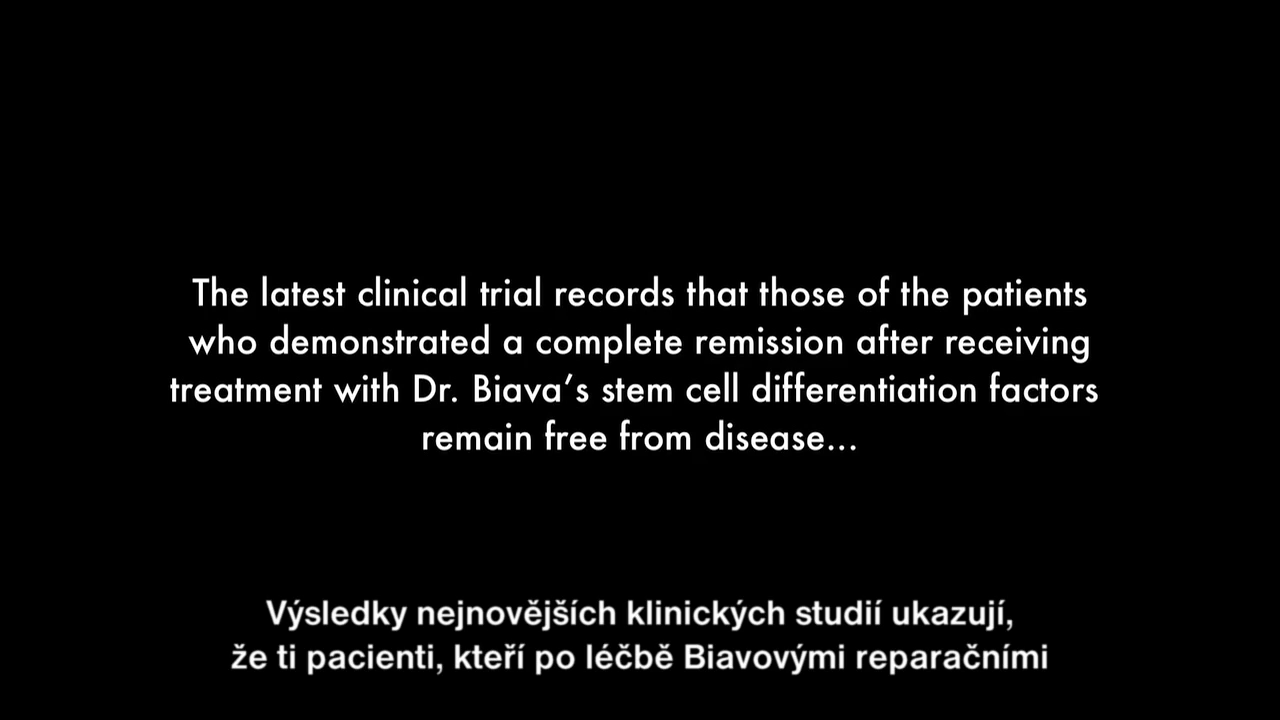 The latest clinical trial records that those of the patients
who demonstrated a complete remission after receiving
treatment with Dr. Biava's stem cell differentiation factors
remain free from disease...
Výsledky nejnovějších klinických studií ukazují,
že ti pacienti, kteří po léčbě Biavovými reparačními